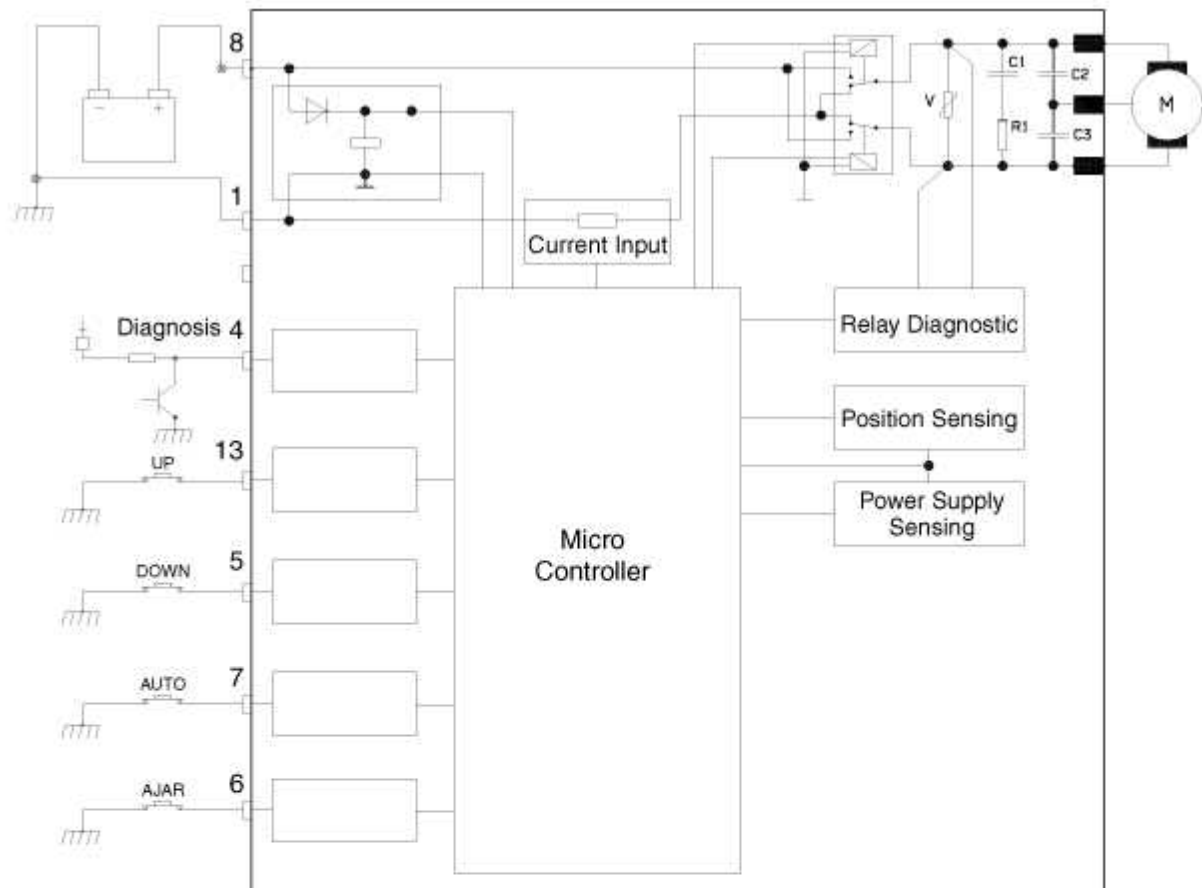 8
C1
C2
- +
V
M
R1
C3
1
Current Input
Diagnosis 4
Relay Diagnostic
+
Position Sensing
UP 13
Power Supply
Sensing
Micro
Controller
DOWN 5
AUTO 7
AJAR 6